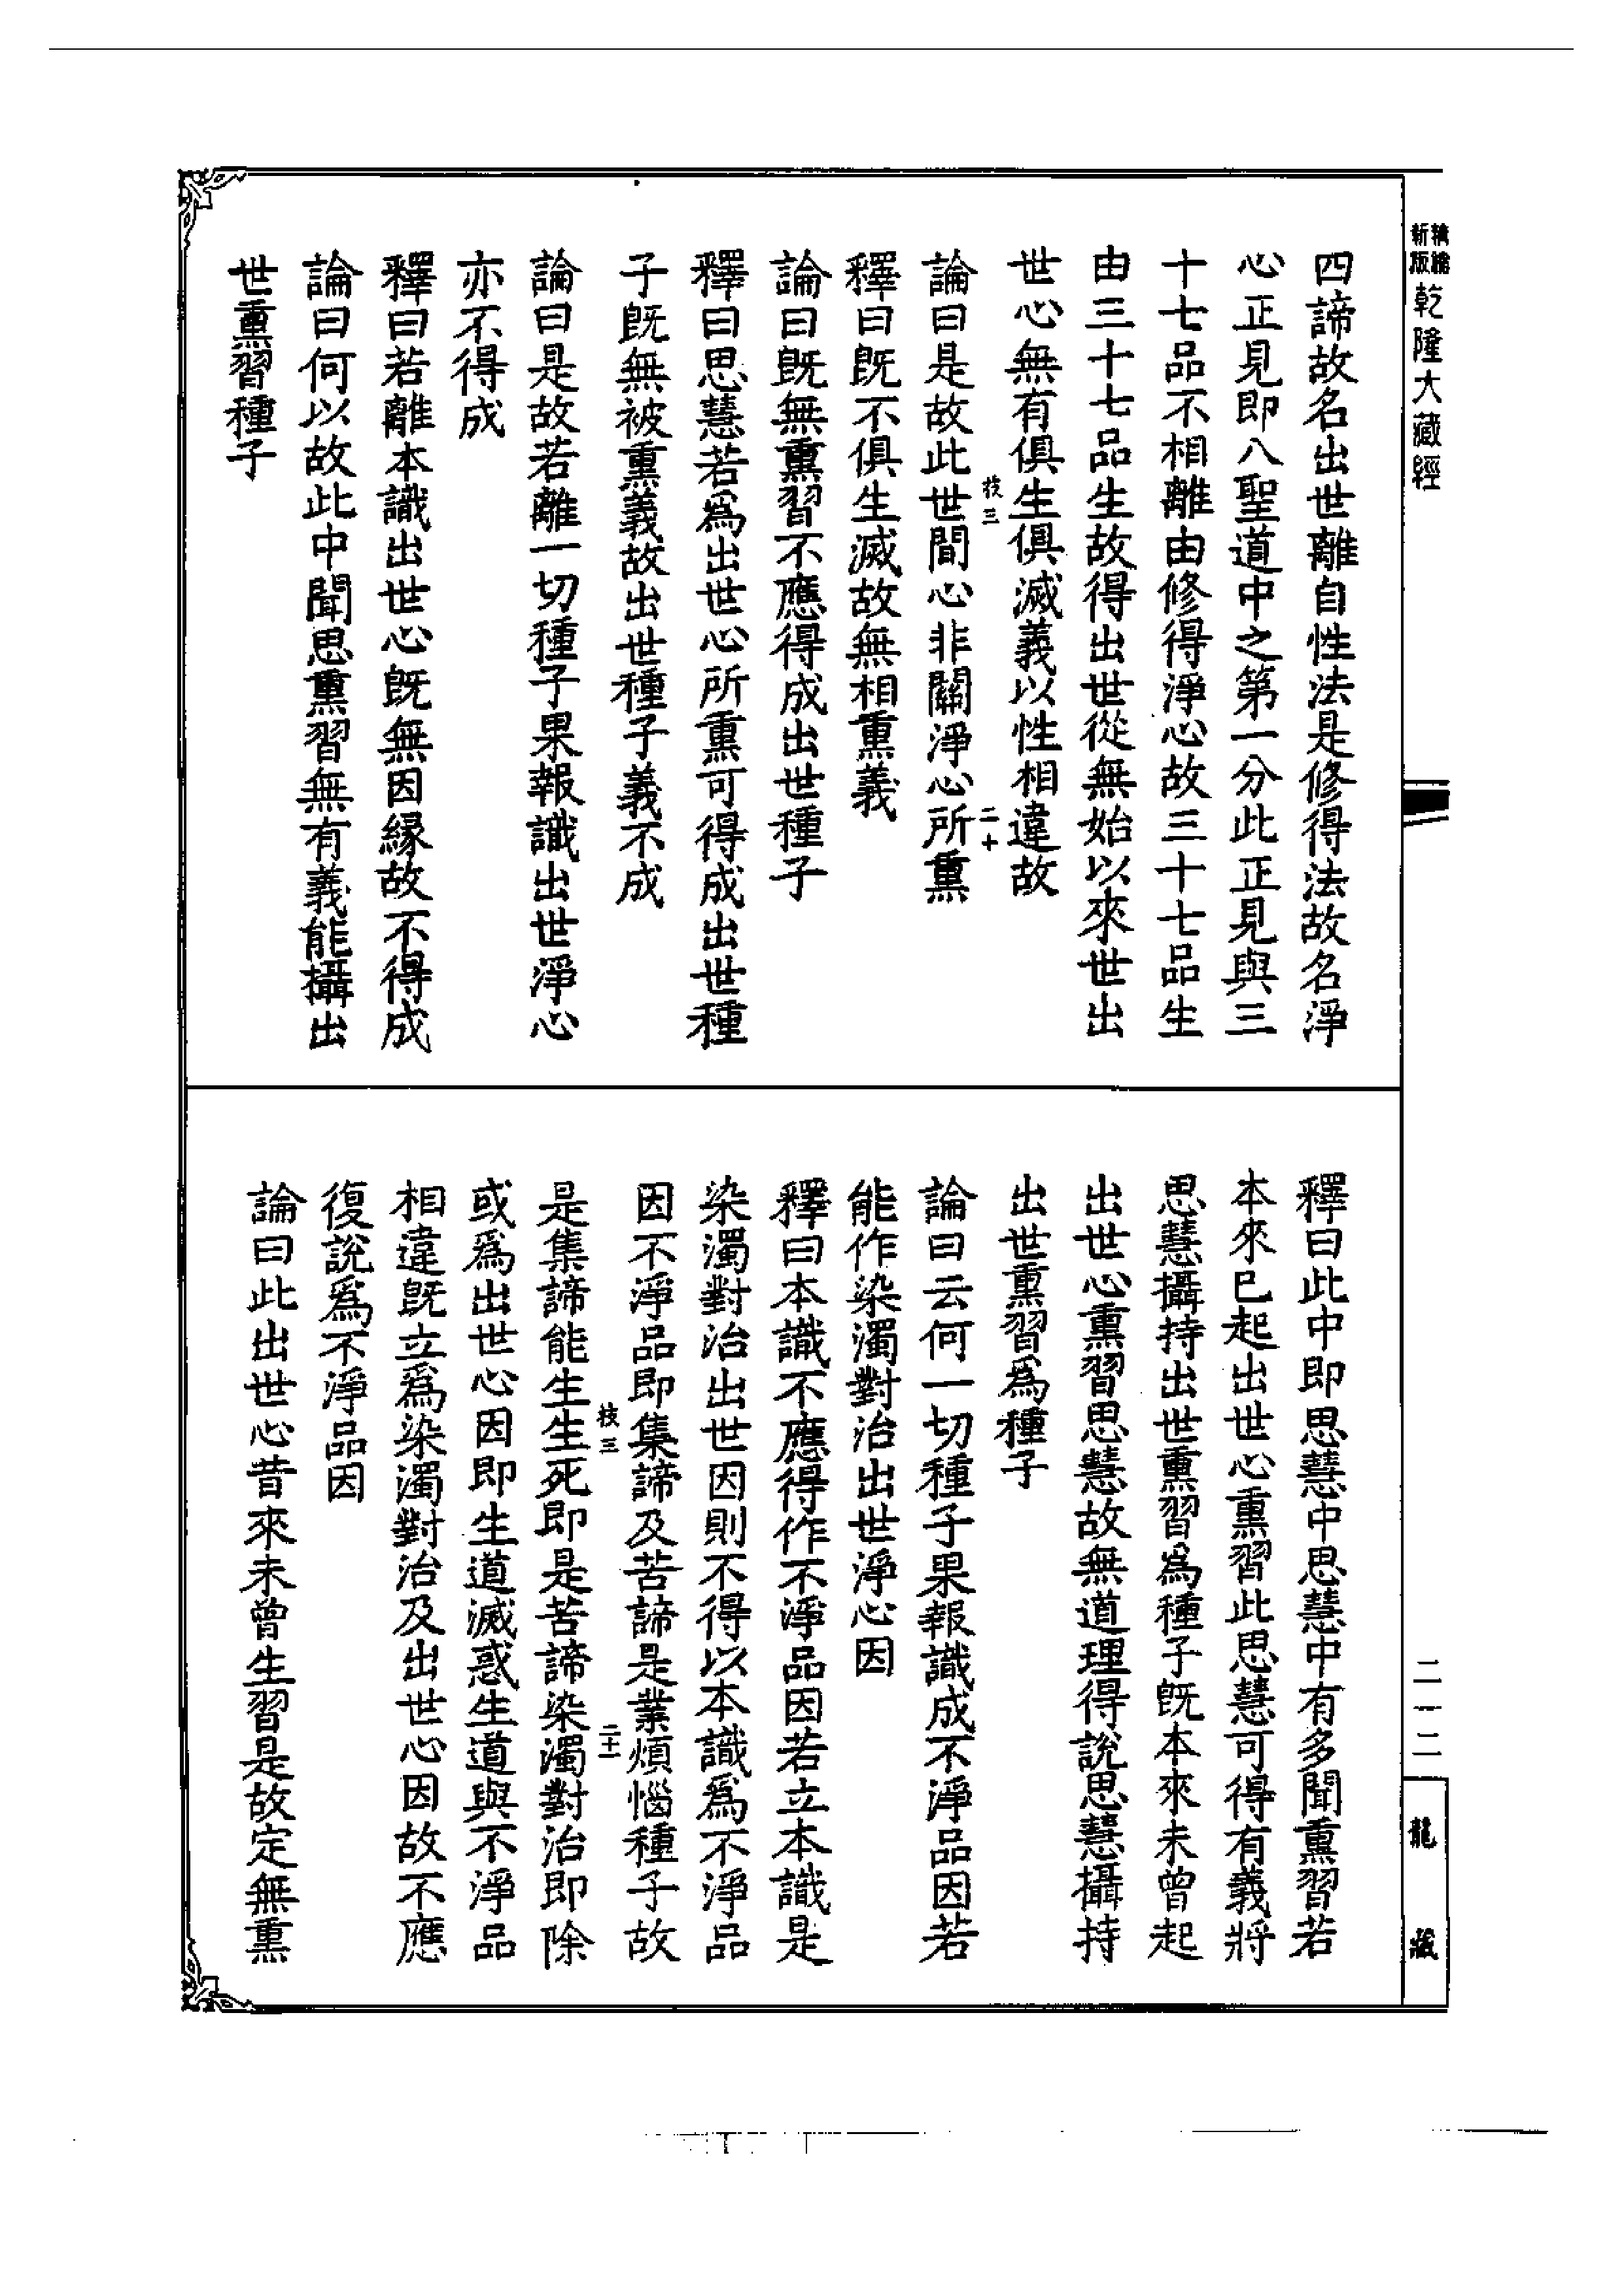 新版精縮
乾隆大藏經
四諦故名出世離自性法是修得法故名淨
心正見即八聖道中之第一分此正見與三
十七品不相離由修得淨心故三十七品生
由三十七品生故得出世從無始以來世出
世心無有俱生俱滅義以性相違故
枝三
二十
論曰是故此世間心非關淨心所熏
釋曰既不俱生滅故無相熏義
論曰既無熏習不應得成出世種子
釋曰思慧若為出世心所熏可得成出世種
子既無被熏義故出世種子義不成
論曰是故若離一切種子果報識出世淨心
亦不得成
釋曰若離本識出世心既無因緣故不得成
論曰何以故此中聞思熏習無有義能攝出
世熏習種子
釋曰此中即思慧中思慧中有多聞熏習若
本來已起出世心熏習此思慧可得有義將
思慧攝持出世熏習為種子既本來未曾起
出世心熏習思慧故無道理得說思慧攝持
出世熏習為種子
論曰云何一切種子果報識成不淨品因若
能作染濁對治出世淨心因
釋曰本識不應得作不淨品因若立本識是
染濁對治出世因則不得以本識為不淨品
因不淨品即集諦及苦諦是業煩惱種子故
枝三
二十一
是集諦能生生死即是苦諦染濁對治即除
或為出世心因即生道滅惑生道與不淨品
相違既立為染濁對治及出世心因故不應
復說為不淨品因
論曰此出世心昔來未曾生習是故定無熏
二一二
龍藏